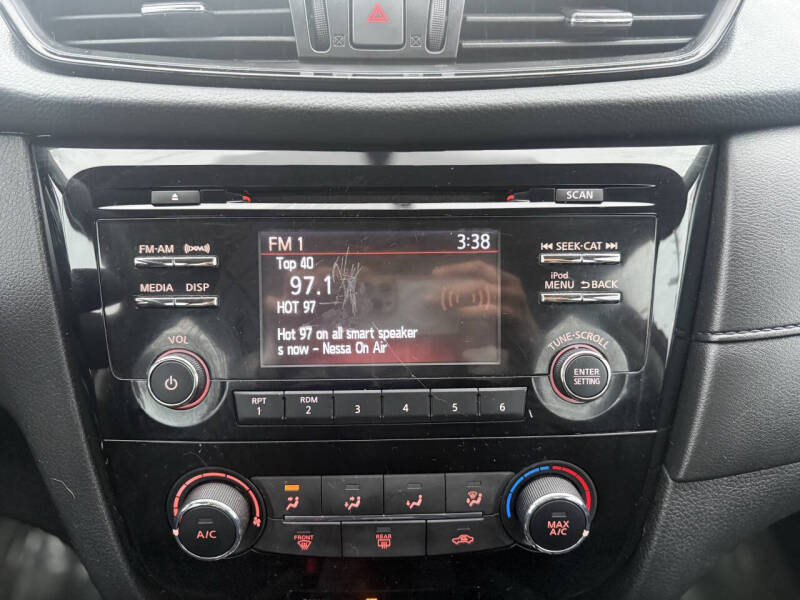 SCAN
FM-AM
SEEK-CAT
MEDIA DISP
iPod
MENU BACK
FM 1 3:38
Top 40
97.1
HOT 97
Hot 97 on all smart speaker
s now - Nessa On Air
VOL
TUNE·SCROLL
ENTER
SETTING
RPT RDM
1 2 3 4 5 6
A/C
FRONT
REAR
MAX
A/C